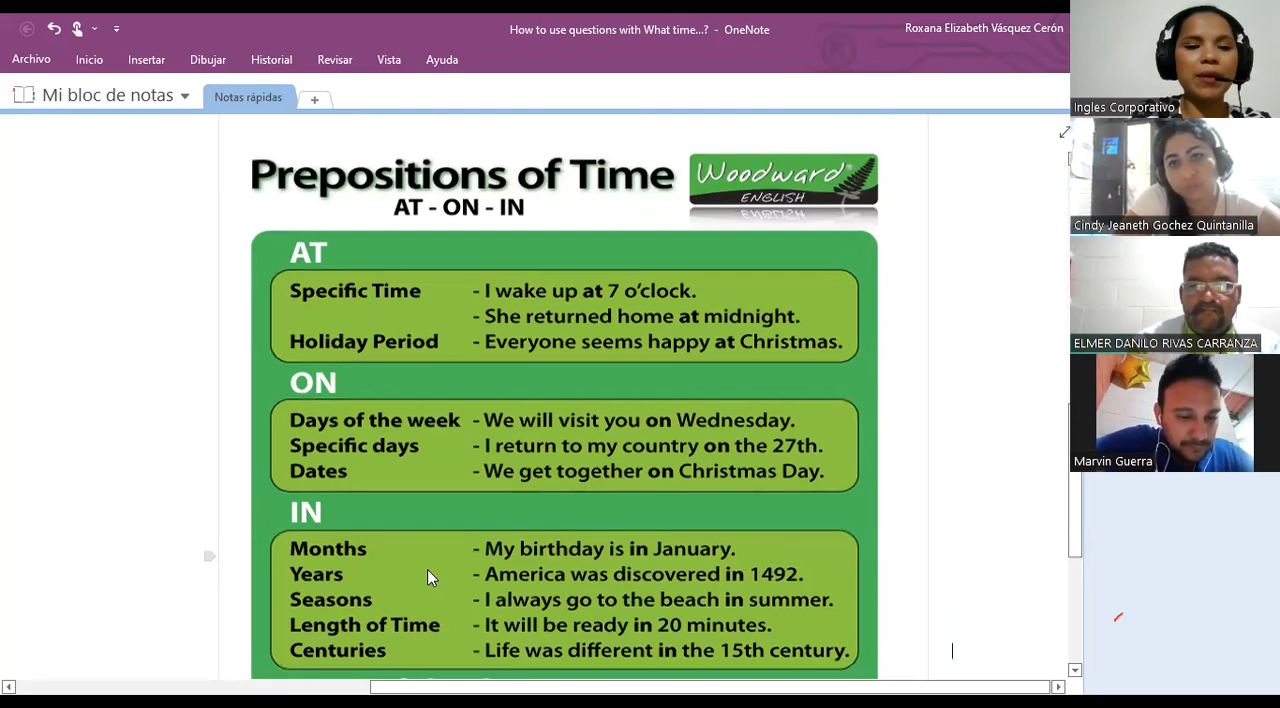 How to use questions with What time...? - OneNote
Roxana Elizabeth Vásquez Cerón
Archivo Inicio Insertar Dibujar Historial Revisar Vista Ayuda
Mi bloc de notas Notas rápidas
Prepositions of Time
AT - ON - IN
Woodward
ENGLISH
AT
Specific Time - I wake up at 7 o'clock.
- She returned home at midnight.
Holiday Period - Everyone seems happy at Christmas.
ON
Days of the week - We will visit you on Wednesday.
Specific days - I return to my country on the 27th.
Dates - We get together on Christmas Day.
IN
Months - My birthday is in January.
Years - America was discovered in 1492.
Seasons - I always go to the beach in summer.
Length of Time - It will be ready in 20 minutes.
Centuries - Life was different in the 15th century.
Ingles Corporativo
Cindy Jeaneth Gochez Quintanilla
ELMER DANILO RIVAS CARRANZA
Marvin Guerra